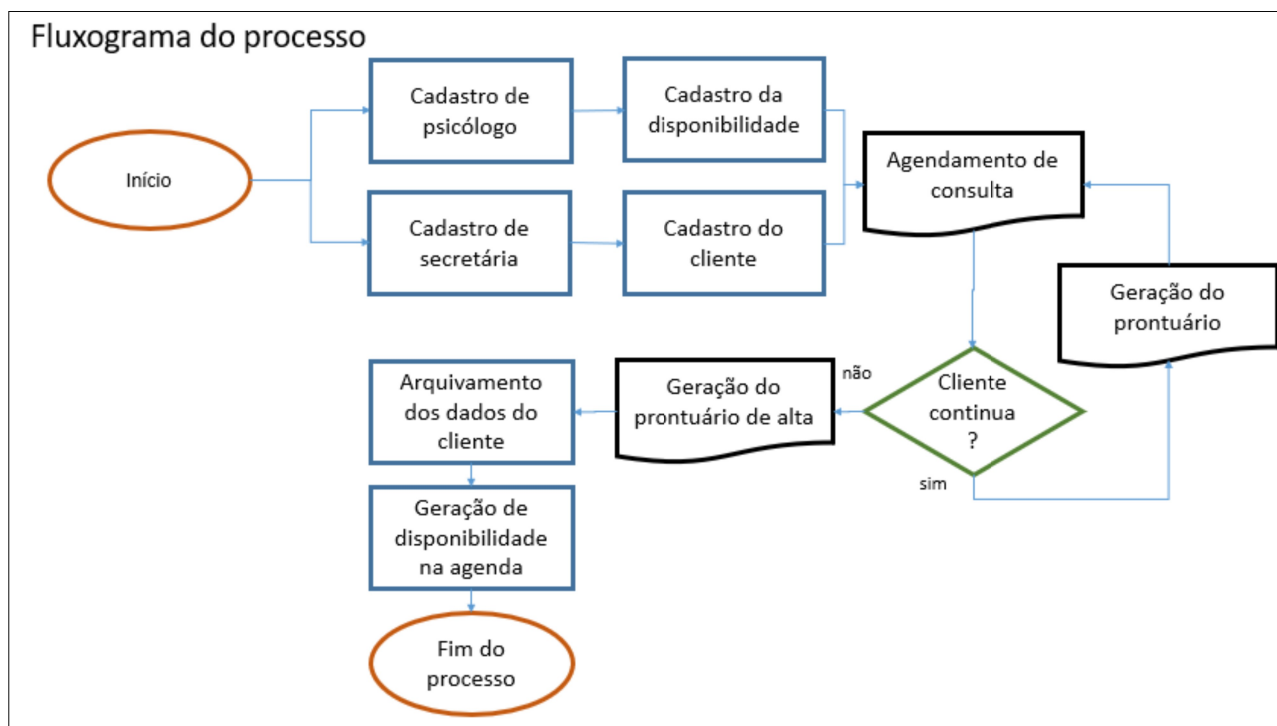 Fluxograma do processo
Início
Cadastro de
psicólogo
Cadastro da
disponibilidade
Cadastro de
secretária
Cadastro do
cliente
Agendamento de
consulta
Geração do
prontuário
Cliente
continua
?
sim
não
Geração do
prontuário de alta
Arquivamento
dos dados do
cliente
Geração de
disponibilidade
na agenda
Fim do
processo